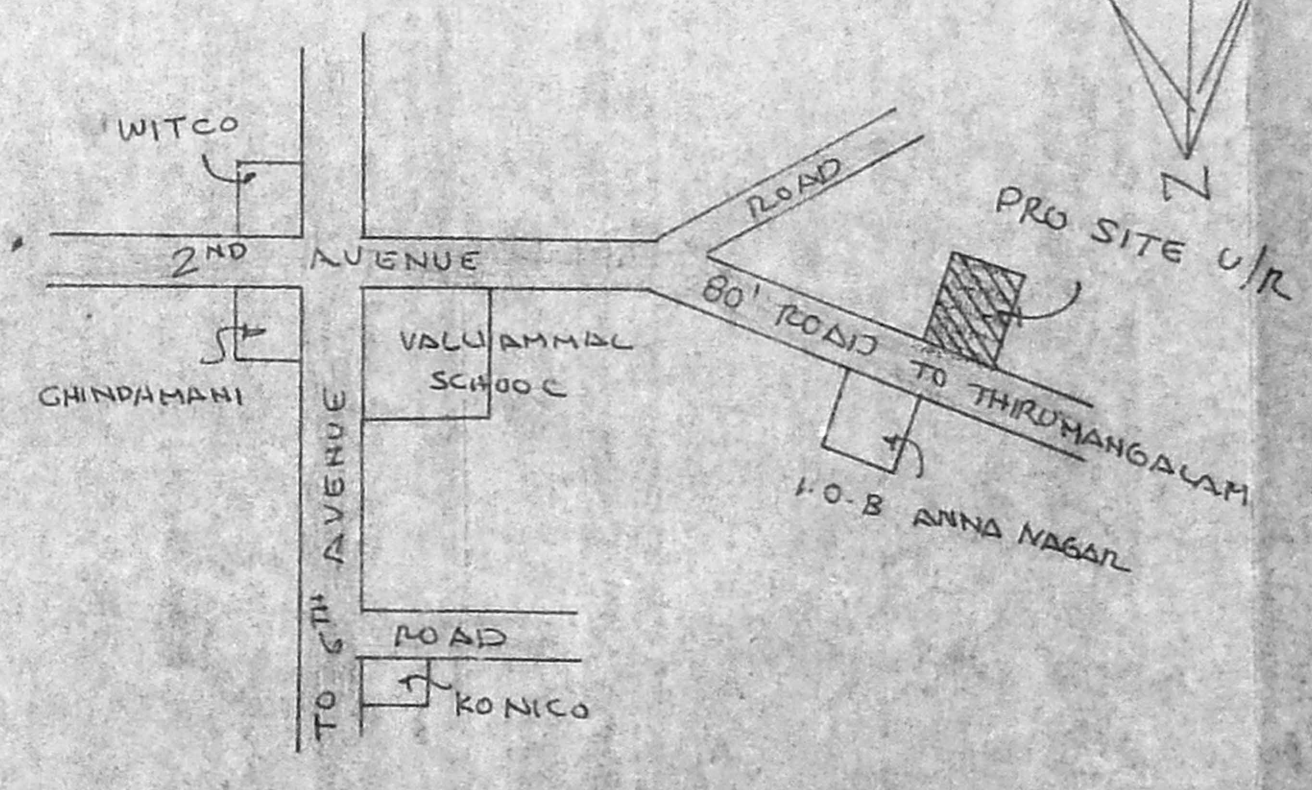 WITCO
ROAD
N
PRO SITE U/R
2ND AVENUE
80' ROAD TO THIRUMANGALAM
VALLIAMMAL
SCHOOL
CHINDAMANI
I.O.B ANNA NAGAR
TO 6TH AVENUE
ROAD
KONICO